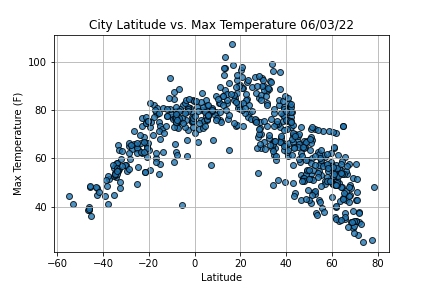 City Latitude vs. Max Temperature 06/03/22
Max Temperature (F)
100
80
60
40
−60 −40 −20 0 20 40 60 80
Latitude